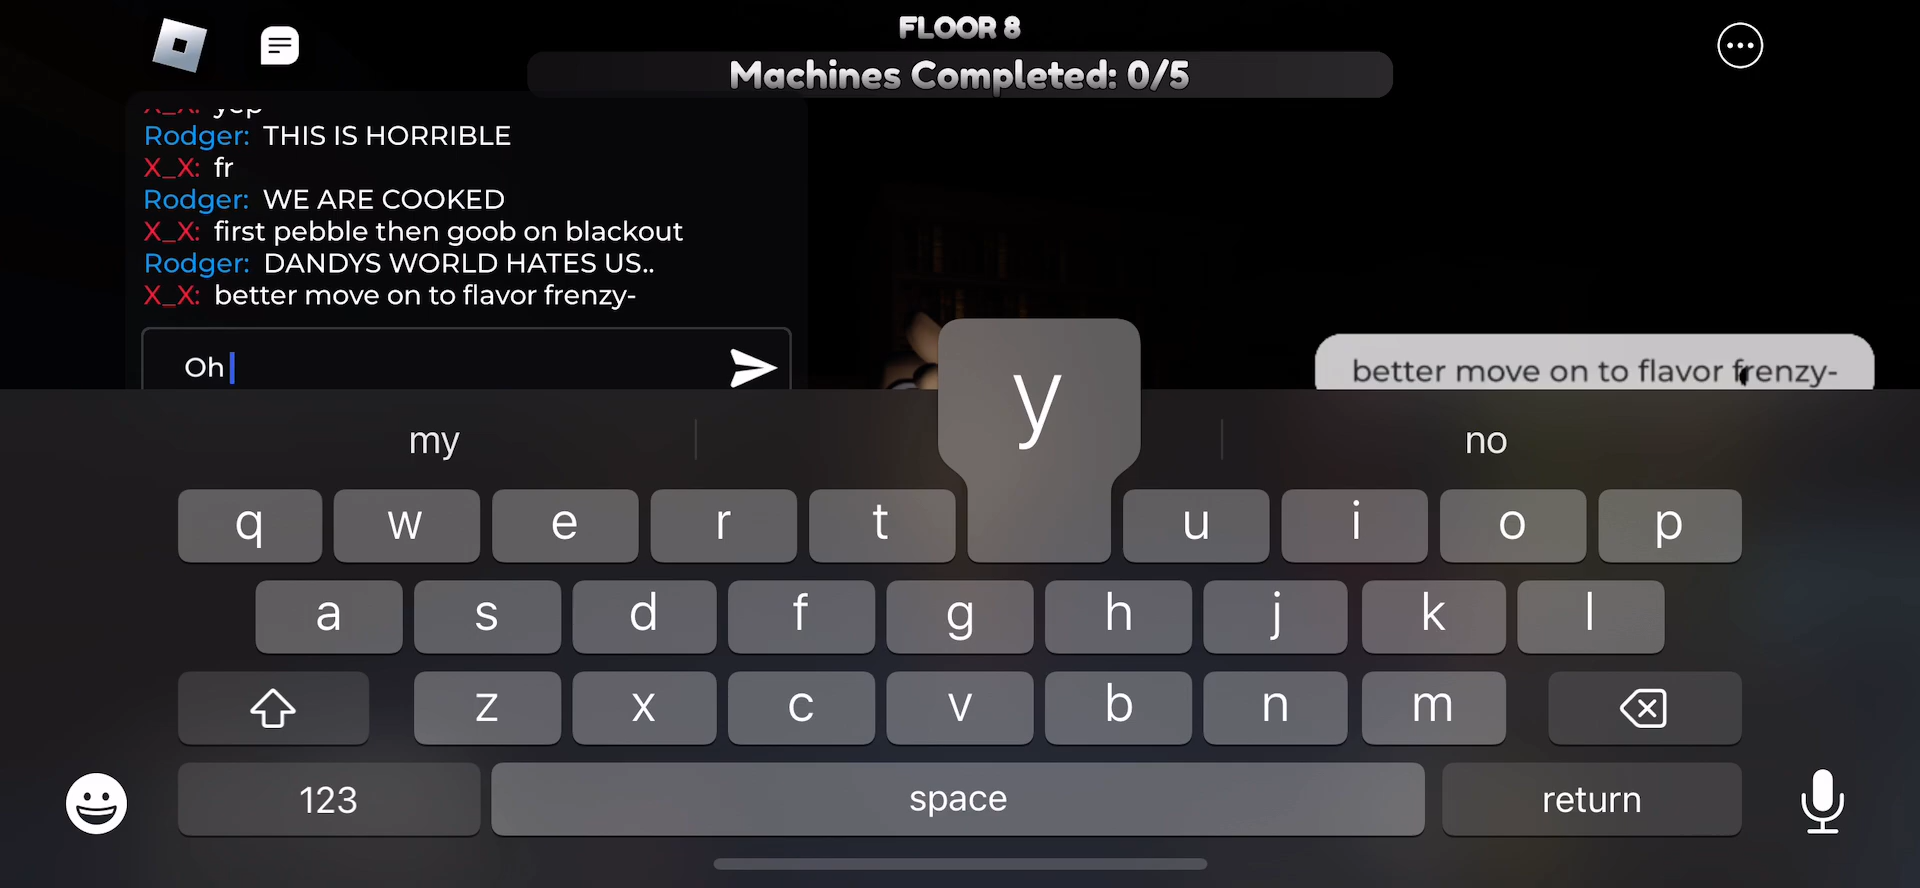 FLOOR 8
Machines Completed: 0/5
X_X: yep
Rodger: THIS IS HORRIBLE
X_X: fr
Rodger: WE ARE COOKED
X_X: first pebble then goob on blackout
Rodger: DANDYS WORLD HATES US..
X_X: better move on to flavor frenzy-
Oh
better move on to flavor frenzy-
my
no
y
q w e r t u i o p
a s d f g h j k l
z x c v b n m
123 space return